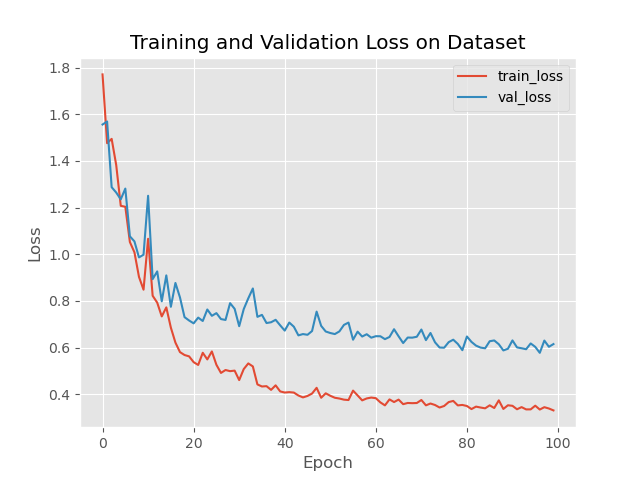 Training and Validation Loss on Dataset
train_loss
val_loss
Loss
1.8
1.6
1.4
1.2
1.0
0.8
0.6
0.4
0 20 40 60 80 100
Epoch